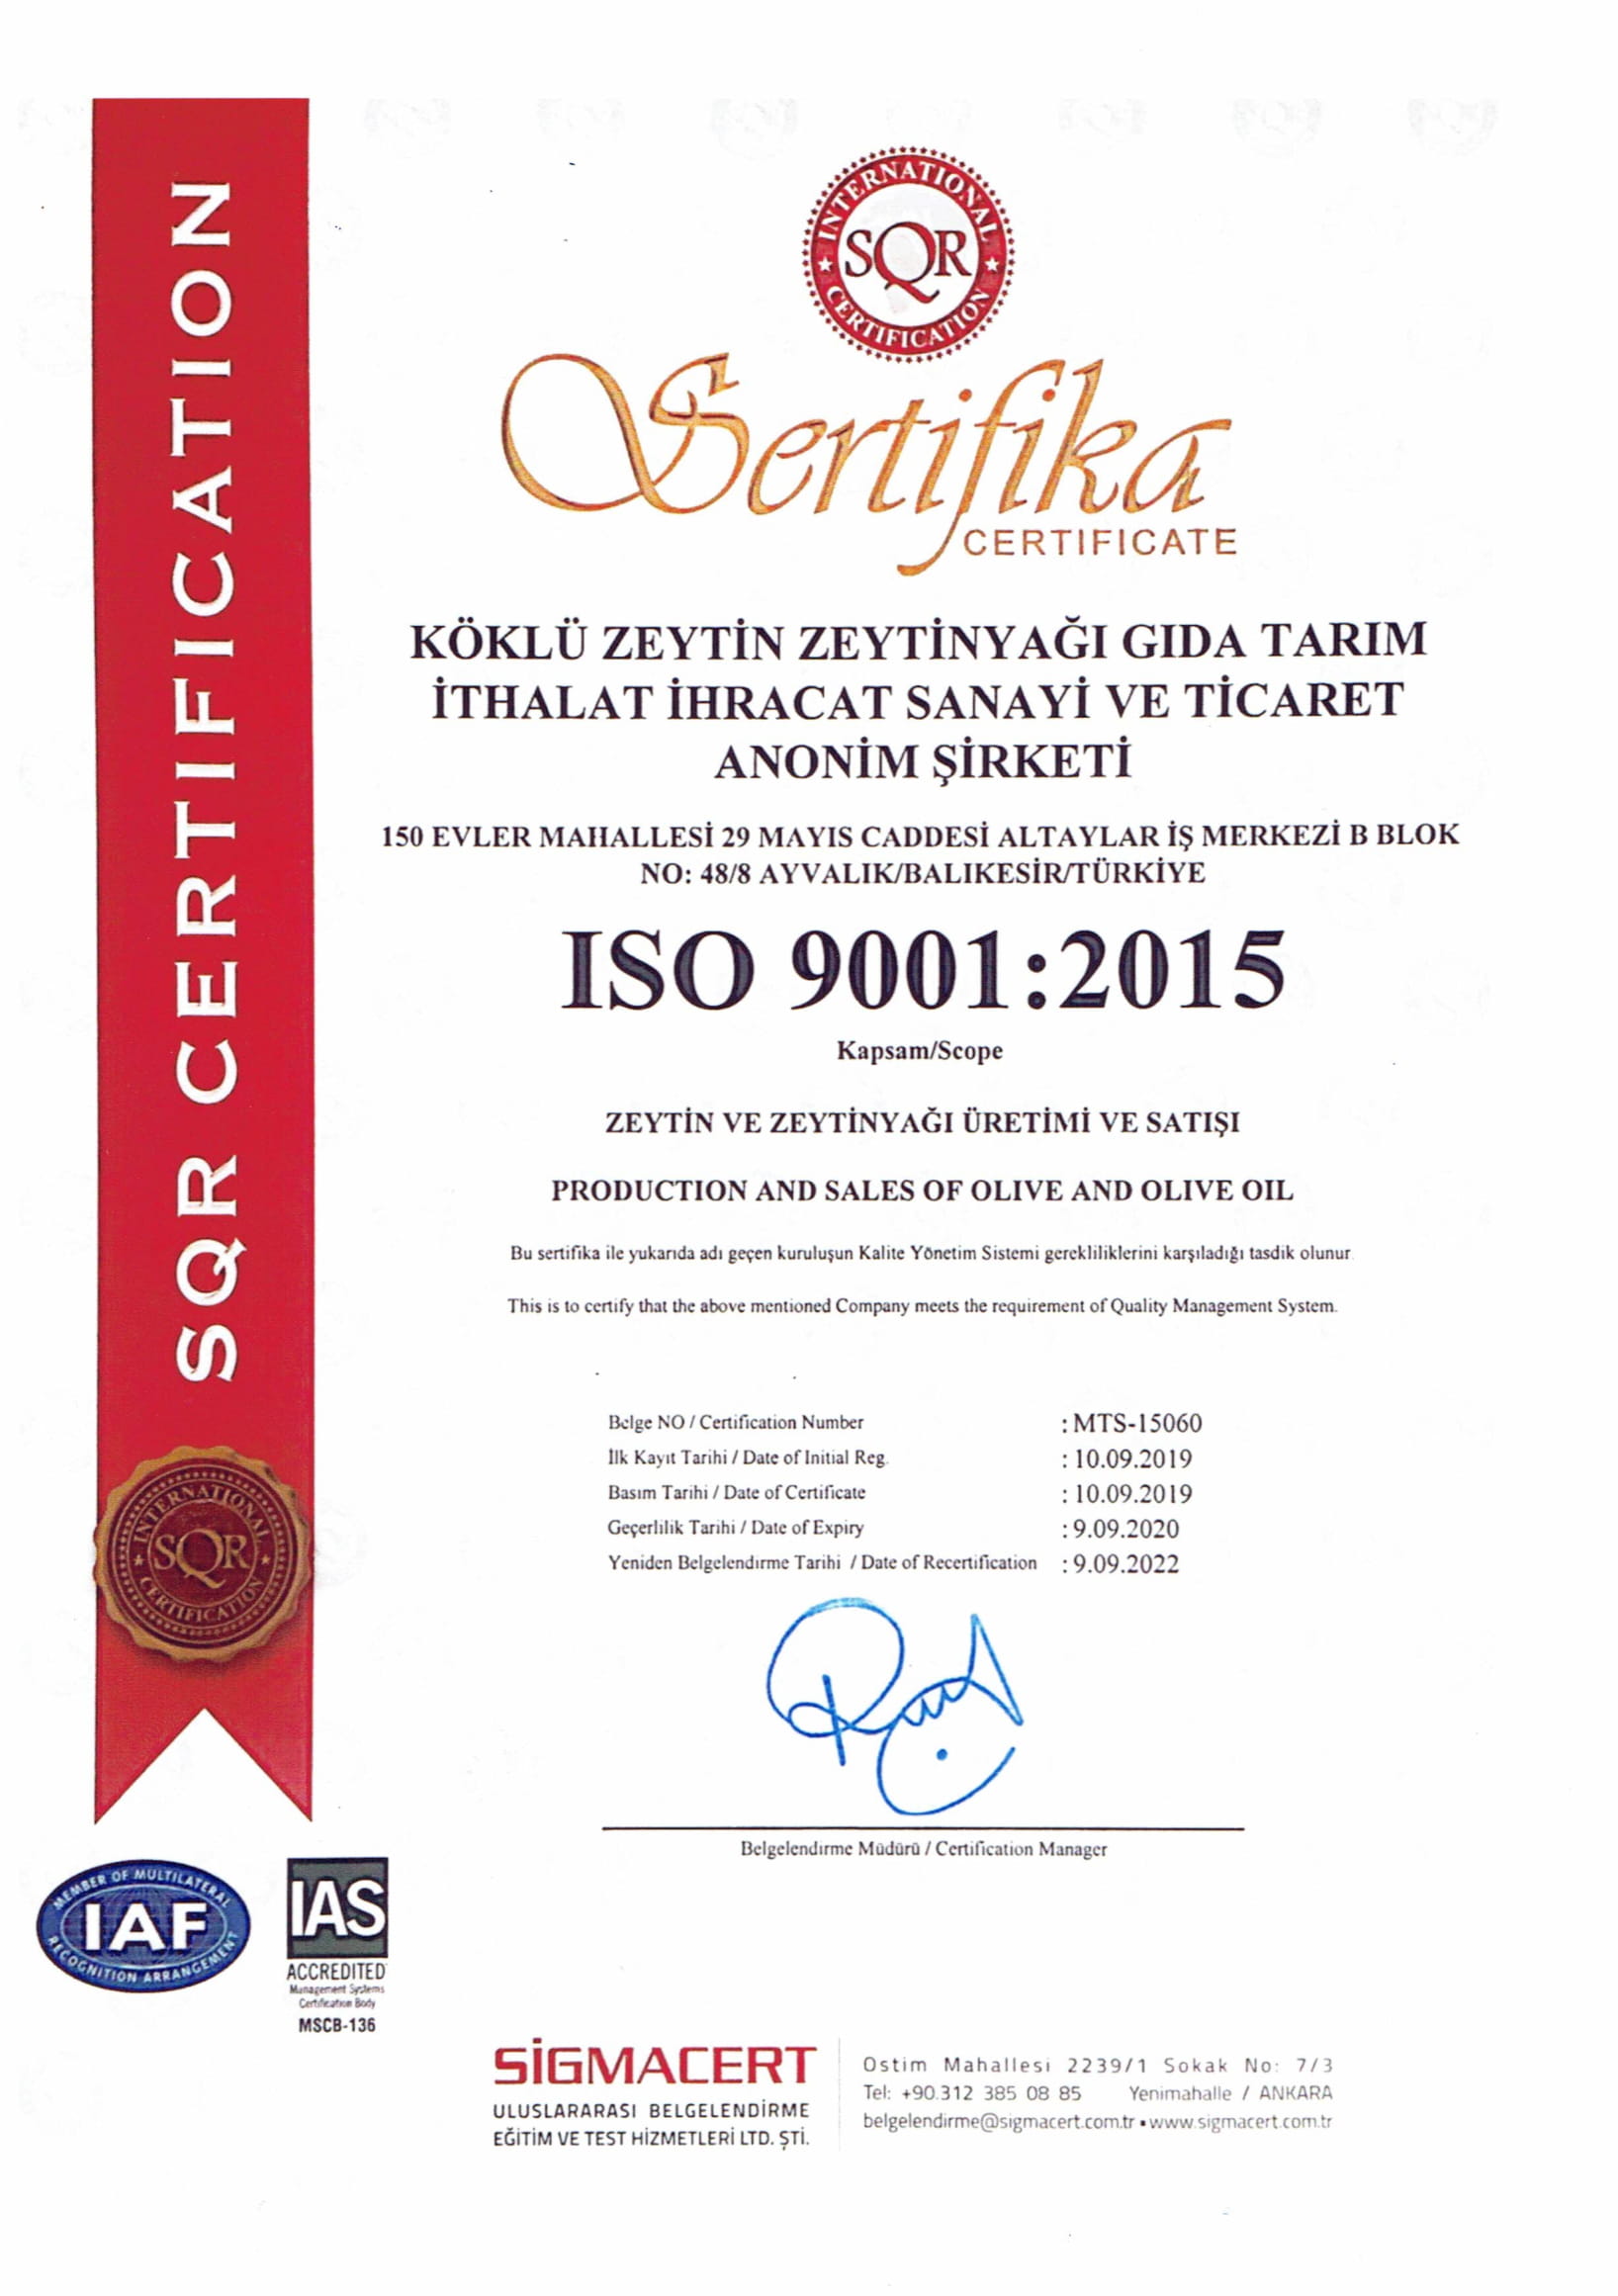 SQR CERTIFICATION
INTERNATIONAL
SQR
CERTIFICATION
Sertifika
CERTIFICATE
KÖKLÜ ZEYTİN ZEYTİNYAĞI GIDA TARIM
İTHALAT İHRACAT SANAYİ VE TİCARET
ANONİM ŞİRKETİ
150 EVLER MAHALLESİ 29 MAYIS CADDESİ ALTAYLAR İŞ MERKEZİ B BLOK
NO: 48/8 AYVALIK/BALIKESİR/TÜRKİYE
ISO 9001:2015
Kapsam/Scope
ZEYTİN VE ZEYTİNYAĞI ÜRETİMİ VE SATIŞI
PRODUCTION AND SALES OF OLIVE AND OLIVE OIL
Bu sertifika ile yukarıda adı geçen kuruluşun Kalite Yönetim Sistemi gerekliliklerini karşıladığı tasdik olunur.
This is to certify that the above mentioned Company meets the requirement of Quality Management System.
Belge NO / Certification Number : MTS-15060
İlk Kayıt Tarihi / Date of Initial Reg. : 10.09.2019
Basım Tarihi / Date of Certificate : 10.09.2019
Geçerlilik Tarihi / Date of Expiry : 9.09.2020
Yeniden Belgelendirme Tarihi / Date of Recertification : 9.09.2022
INTERNATIONAL
SQR
CERTIFICATION
Belgelendirme Müdürü / Certification Manager
MEMBER OF MULTILATERAL
IAF
RECOGNITION ARRANGEMENT
IAS
ACCREDITED
Management Systems
Certification Body
MSCB-136
SİGMACERT
ULUSLARARASI BELGELENDİRME
EĞİTİM VE TEST HİZMETLERİ LTD. ŞTİ.
Ostim Mahallesi 2239/1 Sokak No: 7/3
Tel: +90.312 385 08 85 Yenimahalle / ANKARA
belgelendirme@sigmacert.com.tr ▪ www.sigmacert.com.tr